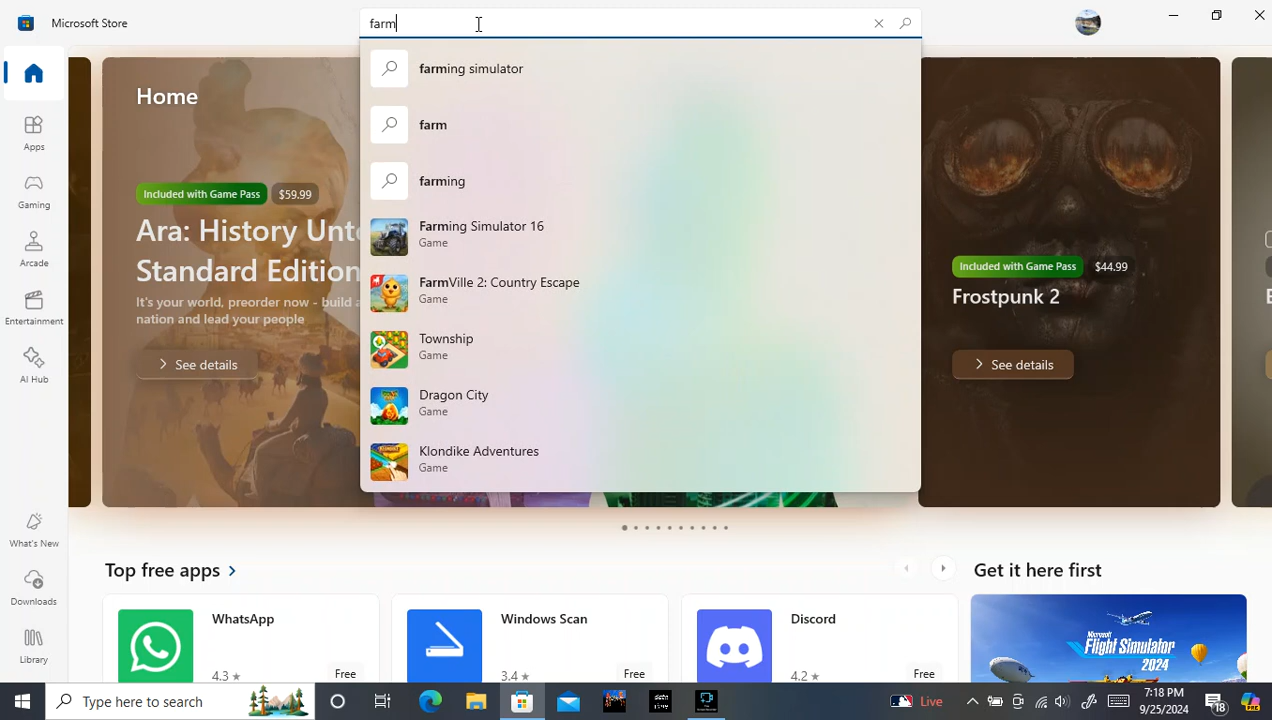 Microsoft Store
farm
Home
Apps
Gaming
Arcade
Entertainment
AI Hub
What's New
Downloads
Library
farming simulator
farm
farming
Farming Simulator 16
Game
FarmVille 2: Country Escape
Game
Township
Game
Dragon City
Game
Klondike Adventures
Game
Included with Game Pass $59.99
Ara: History Unt
Standard Edition
It's your world, preorder now - build a
nation and lead your people
See details
Included with Game Pass $44.99
Frostpunk 2
See details
Top free apps
Get it here first
WhatsApp
4.3 ★ Free
Windows Scan
3.4 ★ Free
Discord
4.2 ★ Free
Microsoft
Flight Simulator
2024
Type here to search
Live
7:18 PM
9/25/2024
18
PRE